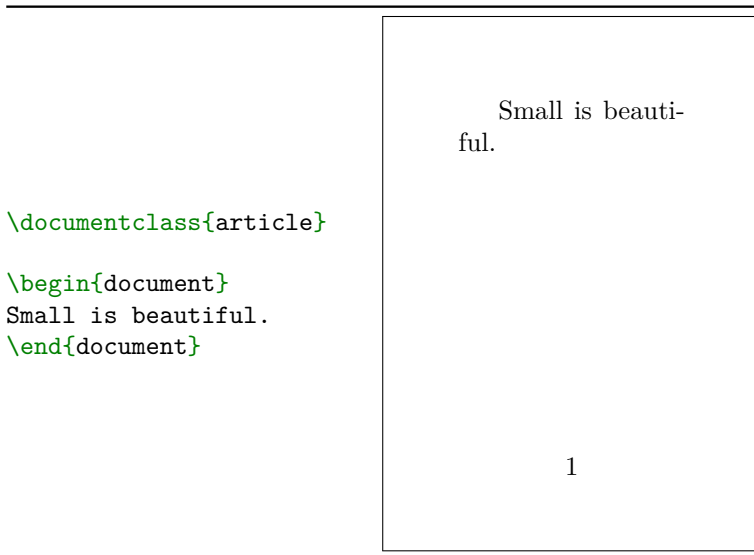 \documentclass{article}

\begin{document}
Small is beautiful.
\end{document}
Small is beauti-
ful.
1